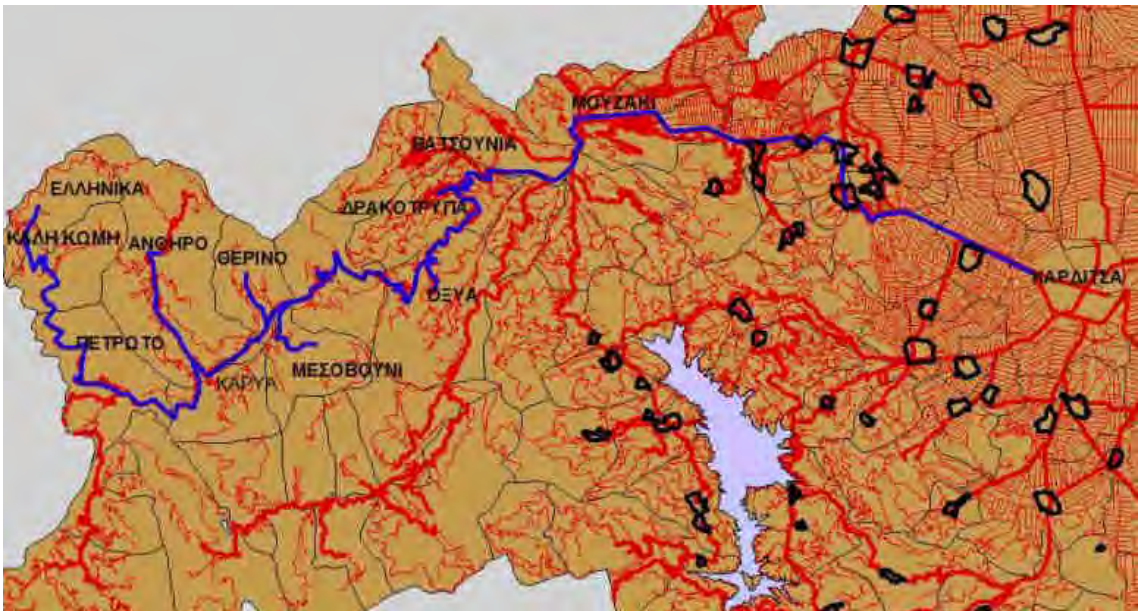 ΜΟΥΖΑΚΙ
ΒΑΤΣΟΥΝΙΑ
ΕΛΛΗΝΙΚΑ
ΔΡΑΚΟΤΡΥΠΑ
ΚΑΛΗ ΚΩΜΗ
ΑΝΘΗΡΟ
ΘΕΡΙΝΟ
ΚΑΡΔΙΤΣΑ
ΟΞΥΑ
ΠΕΤΡΩΤΟ
ΜΕΣΟΒΟΥΝΙ
ΚΑΡΥΑ